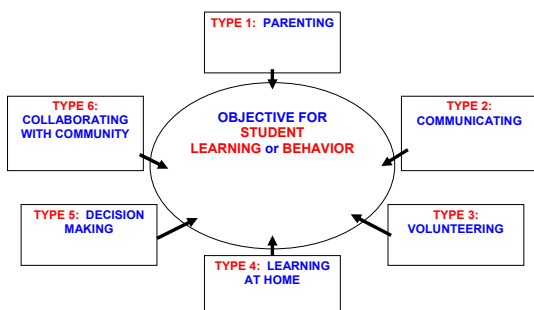 TYPE 1: PARENTING
TYPE 6:
COLLABORATING
WITH COMMUNITY
OBJECTIVE FOR
STUDENT
LEARNING or BEHAVIOR
TYPE 2:
COMMUNICATING
TYPE 5: DECISION
MAKING
TYPE 3:
VOLUNTEERING
TYPE 4: LEARNING
AT HOME